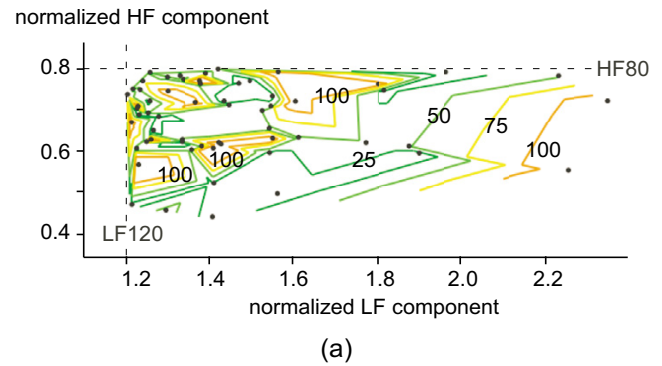 normalized HF component
0.8
HF80
100
50
75
0.6
100
25
100
100
0.4
LF120
1.2 1.4 1.6 1.8 2.0 2.2
normalized LF component
(a)